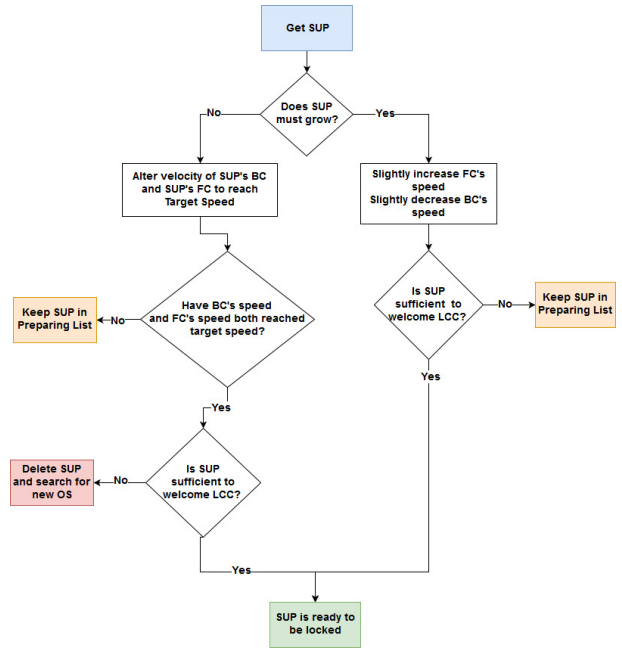 Get SUP
Does SUP
must grow?
No
Yes
Alter velocity of SUP's BC
and SUP's FC to reach
Target Speed
Slightly increase FC's
speed
Slightly decrease BC's
speed
Have BC's speed
and FC's speed both reached
target speed?
Keep SUP in
Preparing List
No
Is SUP
sufficient to
welcome LCC?
No
Keep SUP in
Preparing List
Yes
Yes
Is SUP
sufficient to
welcome LCC?
No
Delete SUP
and search for
new OS
Yes
SUP is ready to
be locked